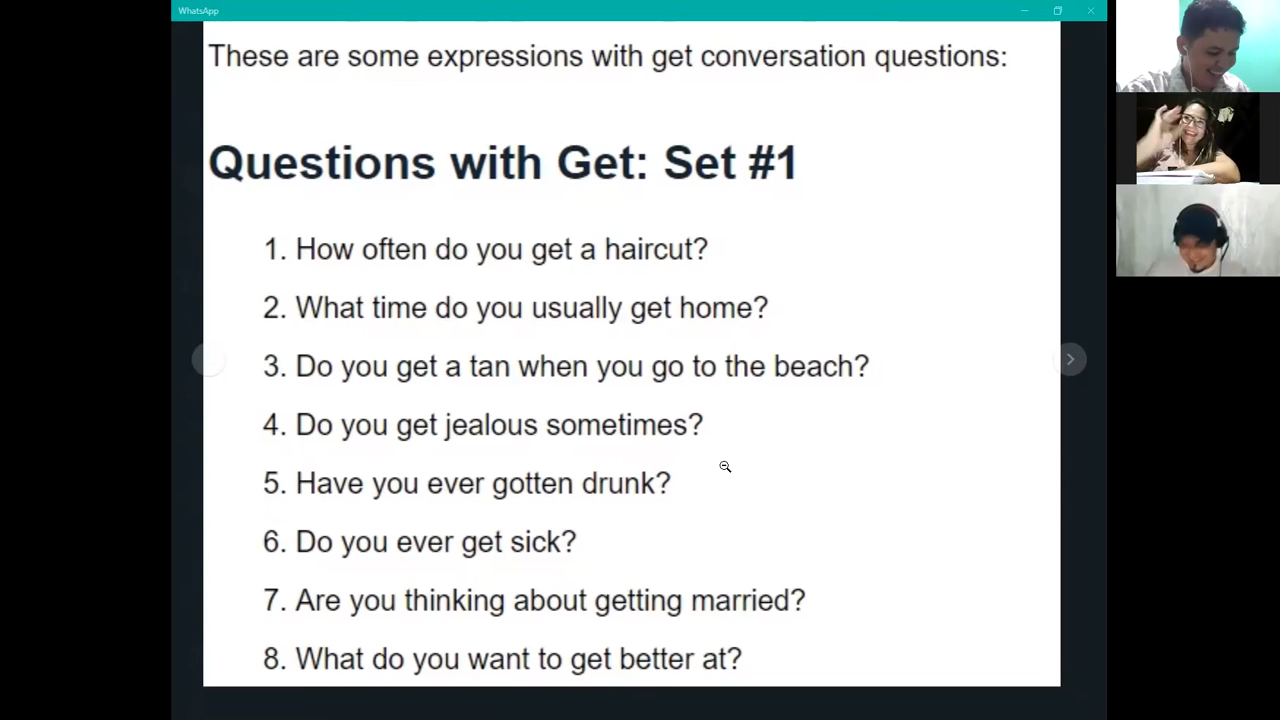 WhatsApp
These are some expressions with get conversation questions:
Questions with Get: Set #1
1. How often do you get a haircut?
2. What time do you usually get home?
3. Do you get a tan when you go to the beach?
4. Do you get jealous sometimes?
5. Have you ever gotten drunk?
6. Do you ever get sick?
7. Are you thinking about getting married?
8. What do you want to get better at?